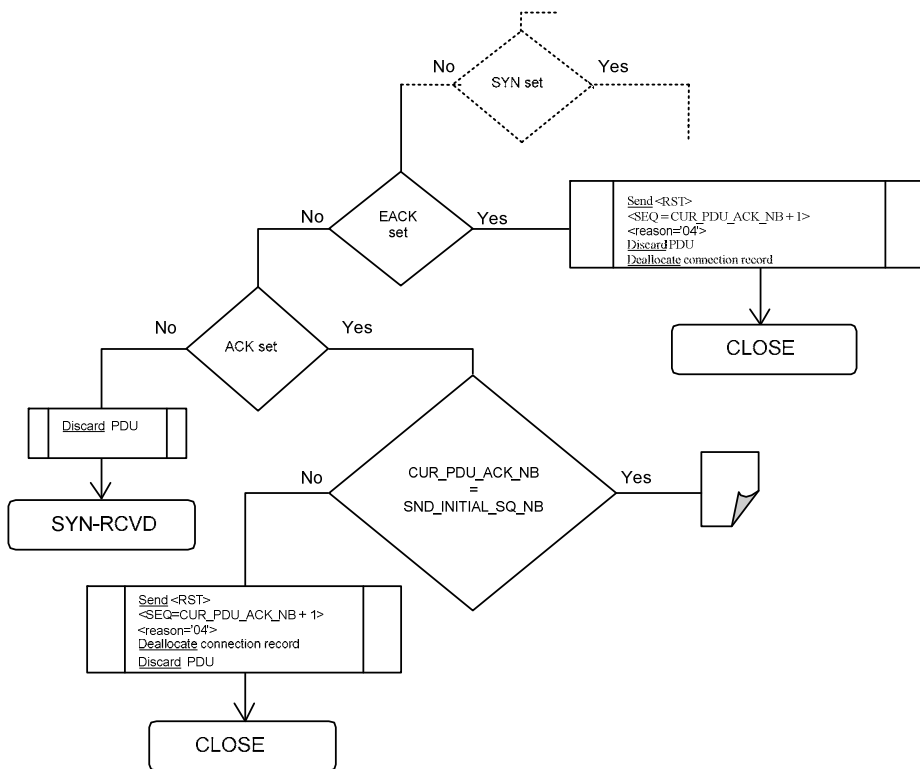 No
SYN set
Yes
No
EACK
set
Yes
Send <RST>
<SEQ = CUR_PDU_ACK_NB + 1>
<reason='04'>
Discard PDU
Deallocate connection record
No
ACK set
Yes
CLOSE
Discard PDU
No
CUR_PDU_ACK_NB
=
SND_INITIAL_SQ_NB
Yes
SYN-RCVD
Send <RST>
<SEQ=CUR_PDU_ACK_NB + 1>
<reason='04'>
Deallocate connection record
Discard PDU
CLOSE